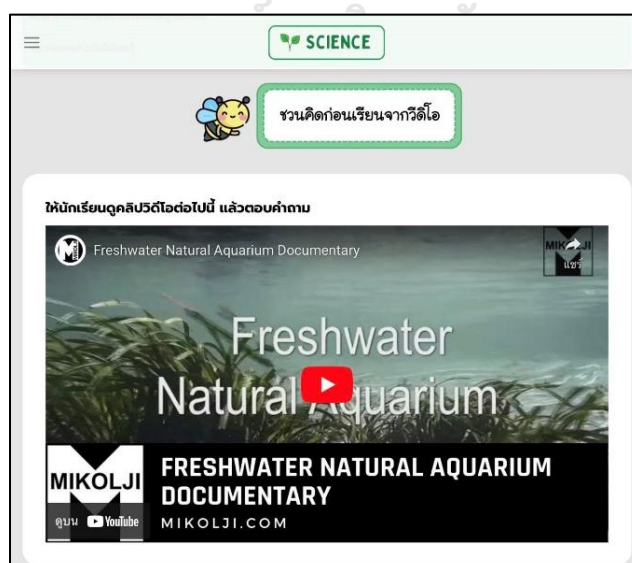 SCIENCE
ชวนคิดก่อนเรียนจากวีดิโอ
ให้นักเรียนดูคลิปวิดีโอต่อไปนี้ แล้วตอบคำถาม
Freshwater Natural Aquarium Documentary
แชร์
Freshwater
Natural Aquarium
MIKOLJI
FRESHWATER NATURAL AQUARIUM
DOCUMENTARY
MIKOLJI.COM
ดูบน YouTube